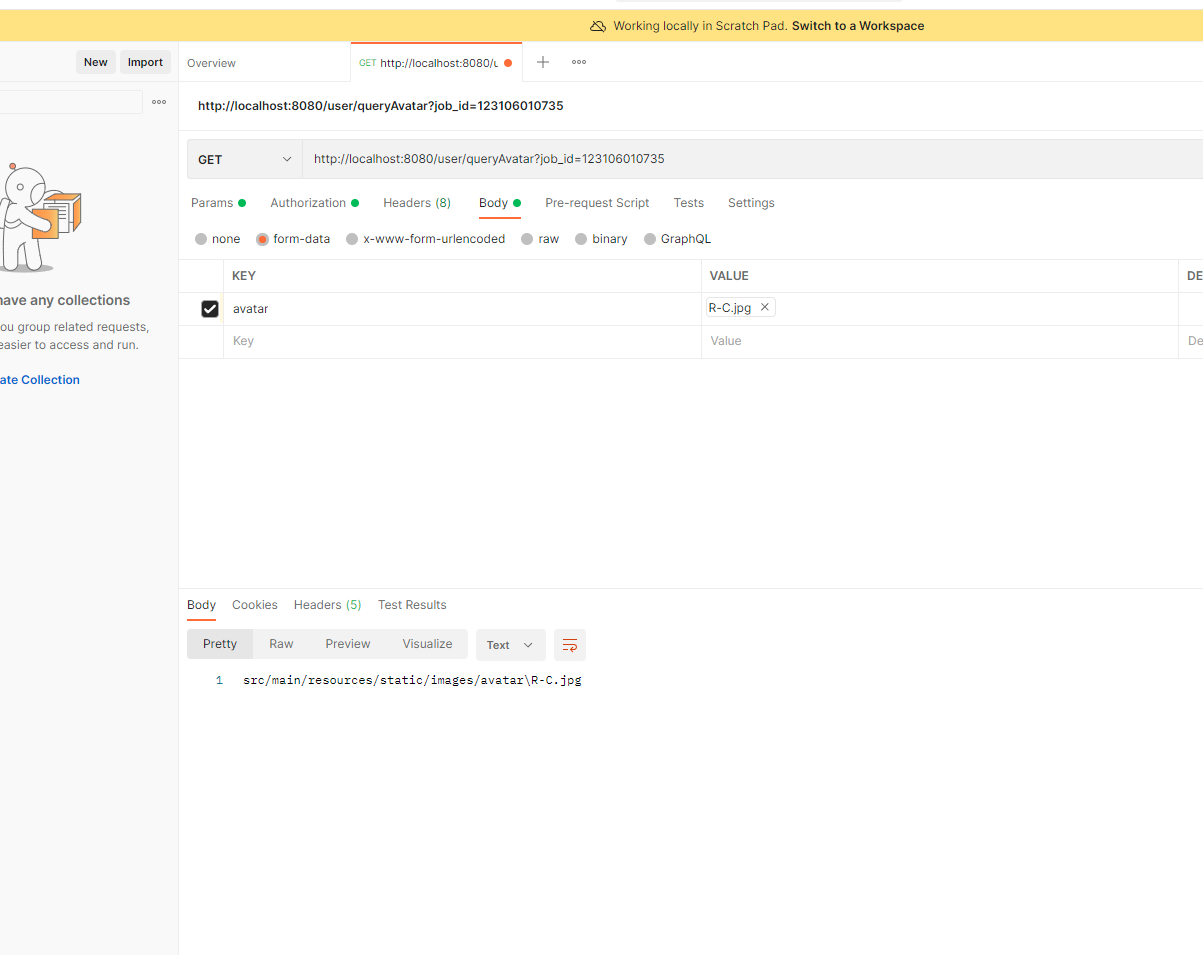 Working locally in Scratch Pad. Switch to a Workspace
New Import
Overview
GET http://localhost:8080/u
http://localhost:8080/user/queryAvatar?job_id=123106010735
GET http://localhost:8080/user/queryAvatar?job_id=123106010735
Params Authorization Headers (8) Body Pre-request Script Tests Settings
none form-data x-www-form-urlencoded raw binary GraphQL
KEY VALUE DE
avatar R-C.jpg
Key Value De
have any collections
ou group related requests,
easier to access and run.
ate Collection
Body Cookies Headers (5) Test Results
Pretty Raw Preview Visualize Text
1 src/main/resources/static/images/avatar\R-C.jpg